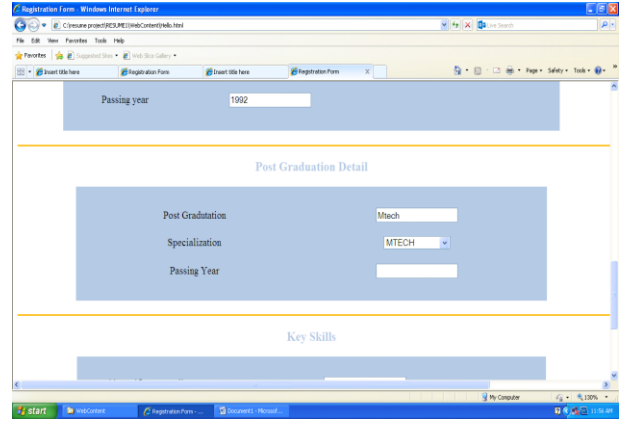 Registration Form - Windows Internet Explorer
C:\resume project\RESUME1\WebContent\Hello.html
Live Search
File Edit View Favorites Tools Help
Favorites Suggested Sites Web Slice Gallery
Insert title here Registration Form Insert title here Registration Form X Page Safety Tools
Passing year 1992
Post Graduation Detail
Post Gradutation Mtech
Specialization MTECH
Passing Year
Key Skills
My Computer 130%
start WebContent Registration Form - ... Document1 - Microsof... 11:56 AM